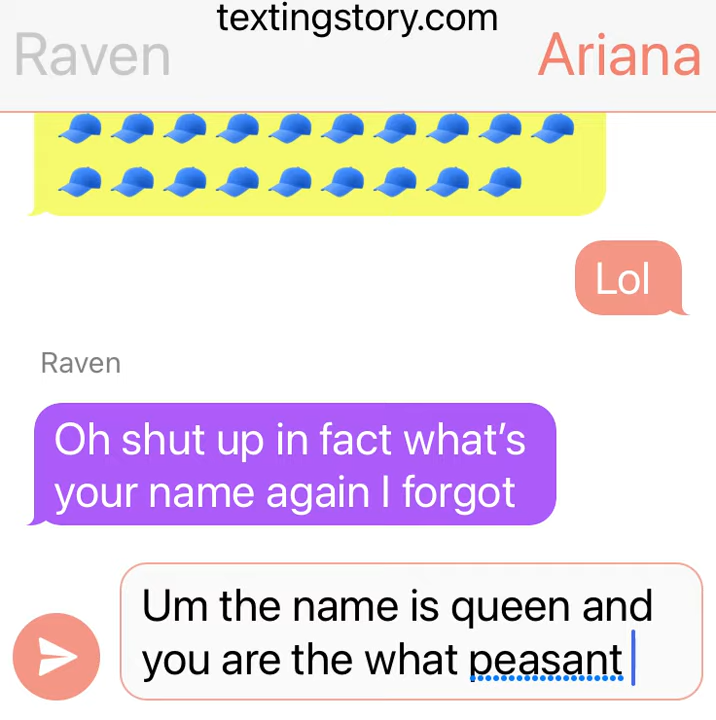 textingstory.com
Raven
Ariana
Lol
Raven
Oh shut up in fact what's
your name again I forgot
Um the name is queen and
you are the what peasant